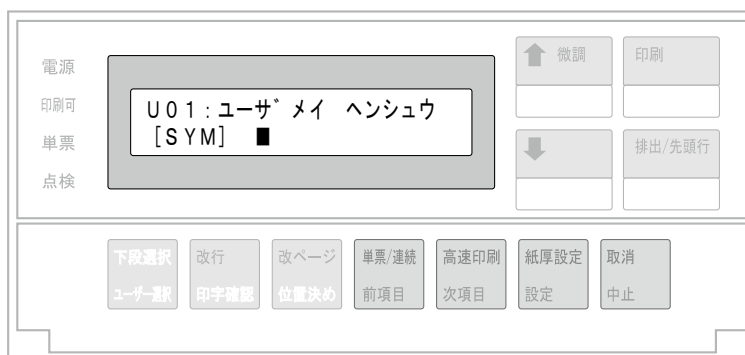 電源
印刷可
単票
点検
U01:ユーザ゛メイ ヘンシュウ
[SYM] ■
微調
印刷
排出/先頭行
下段選択
ユーザー選択
改行
印字確認
改ページ
位置決め
単票/連続
前項目
高速印刷
次項目
紙厚設定
設定
取消
中止